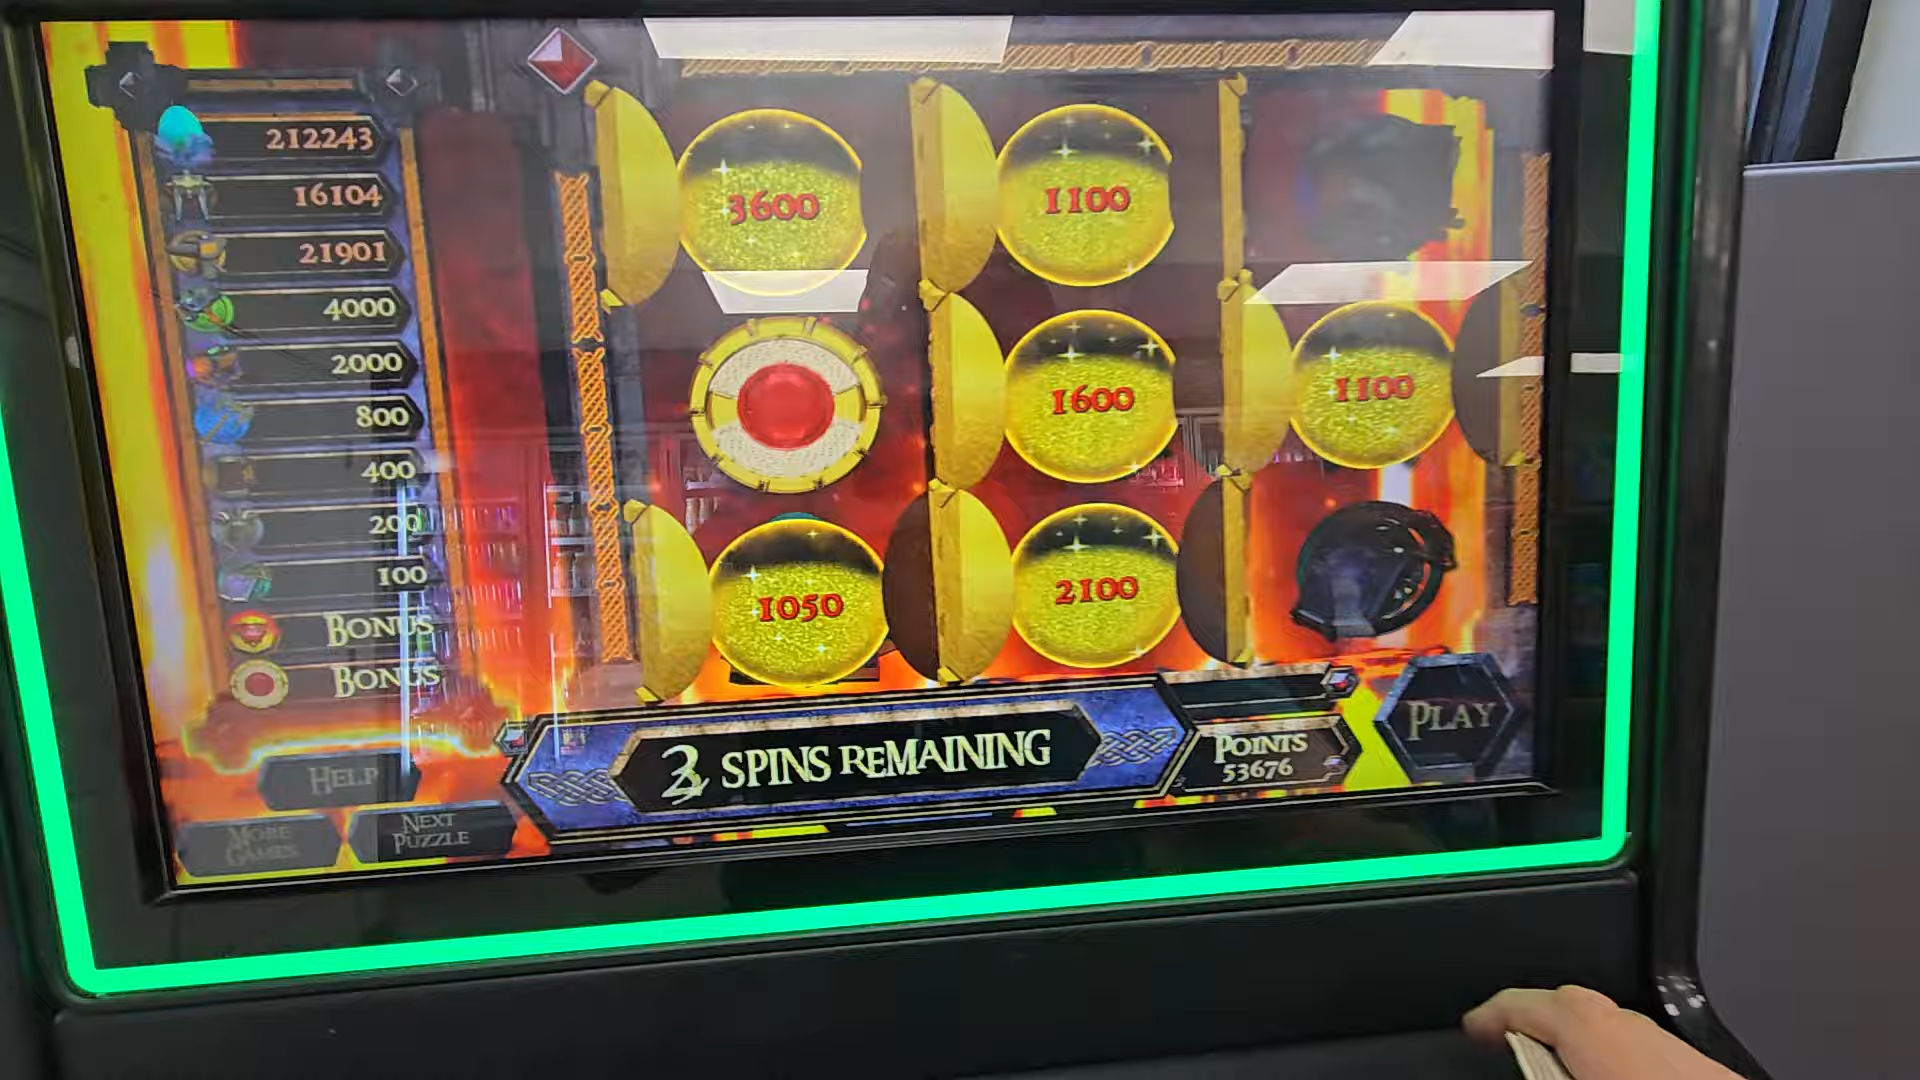 212243
16104
21901
4000
2000
800
400
200
100
BONUS
BONUS
3600
1100
1600
1100
1050
2100
SPINS REMAINING
POINTS
53676
PLAY
HELP
MORE
GAMES
NEXT
PUZZLE